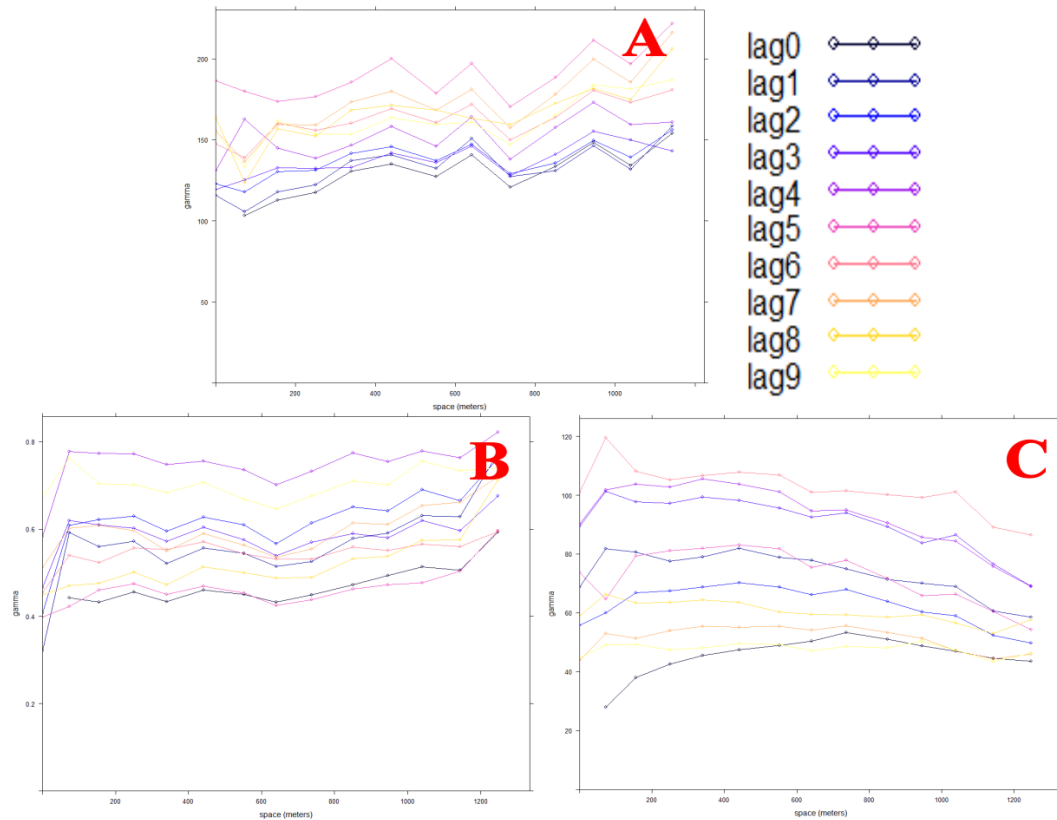 A
200
150
100
50
gamma
200 400 600 800 1000
space (meters)
lag0
lag1
lag2
lag3
lag4
lag5
lag6
lag7
lag8
lag9
B
0.8
0.6
0.4
0.2
gamma
200 400 600 800 1000 1200
space (meters)
C
120
100
80
60
40
20
gamma
200 400 600 800 1000 1200
space (meters)